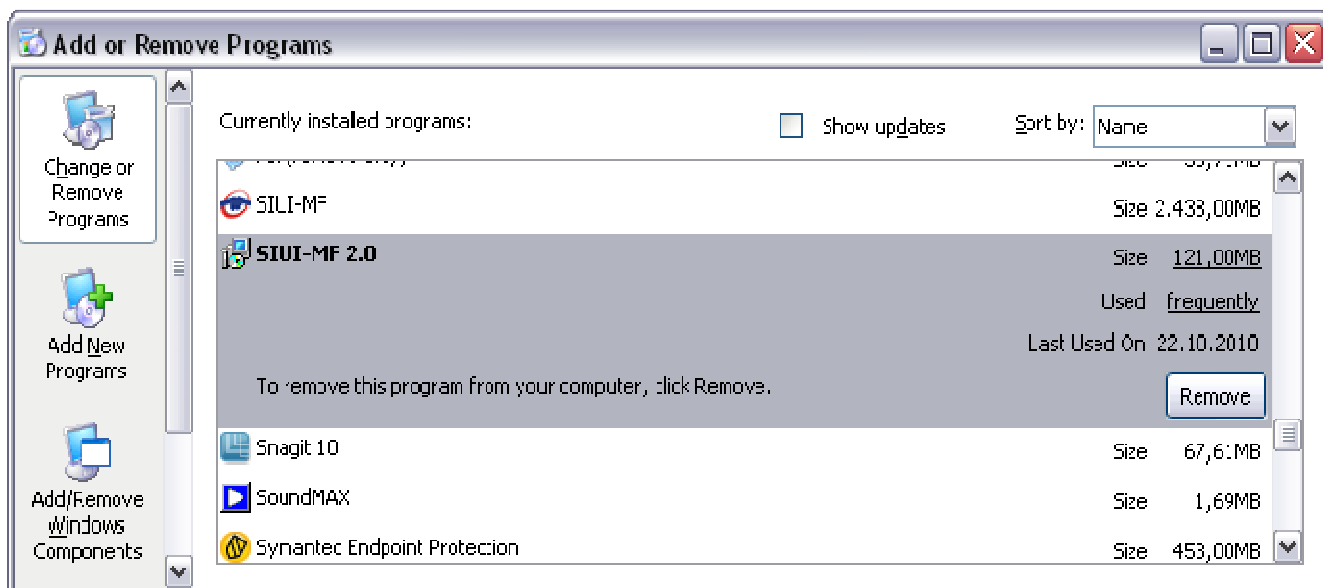 Add or Remove Programs
Change or
Remove
Programs
Add New
Programs
Add/Remove
Windows
Components
Currently installed programs:
Show updates
Sort by: Name
Size
SIUI-MF Size 2.433,00MB
SIUI-MF 2.0 Size 121,00MB
Used frequently
Last Used On 22.10.2010
To remove this program from your computer, click Remove.
Remove
Snagit 10 Size 67,61MB
SoundMAX Size 1,69MB
Symantec Endpoint Protection Size 453,00MB